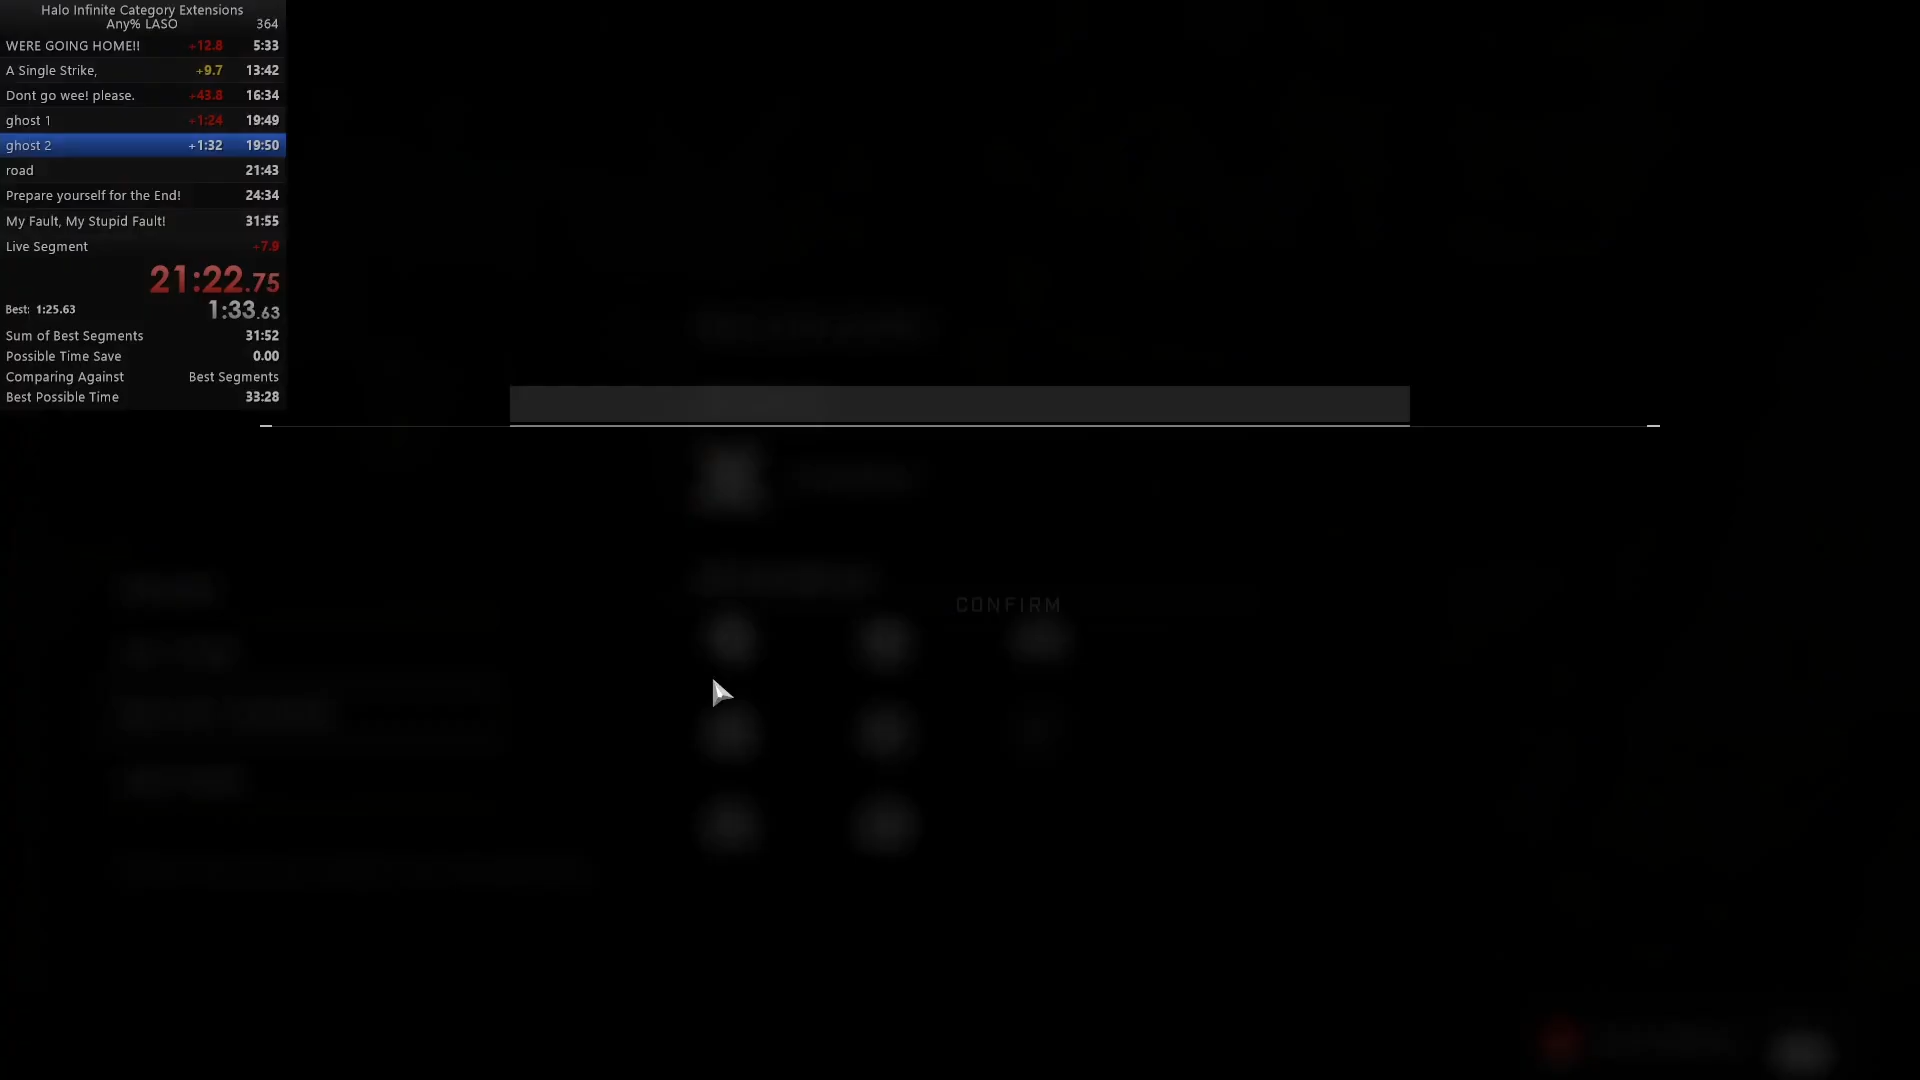 Halo Infinite Category Extensions
Any% LASO 364
WERE GOING HOME!! +12.8 5:33
A Single Strike, +9.7 13:42
Dont go wee! please. +43.8 16:34
ghost 1 +1:24 19:49
ghost 2 +1:32 19:50
road 21:43
Prepare yourself for the End! 24:34
My Fault, My Stupid Fault! 31:55
Live Segment +7.9
21:22.75
Best: 1:25.63 1:33.63
Sum of Best Segments 31:52
Possible Time Save 0.00
Comparing Against Best Segments
Best Possible Time 33:28
CONFIRM